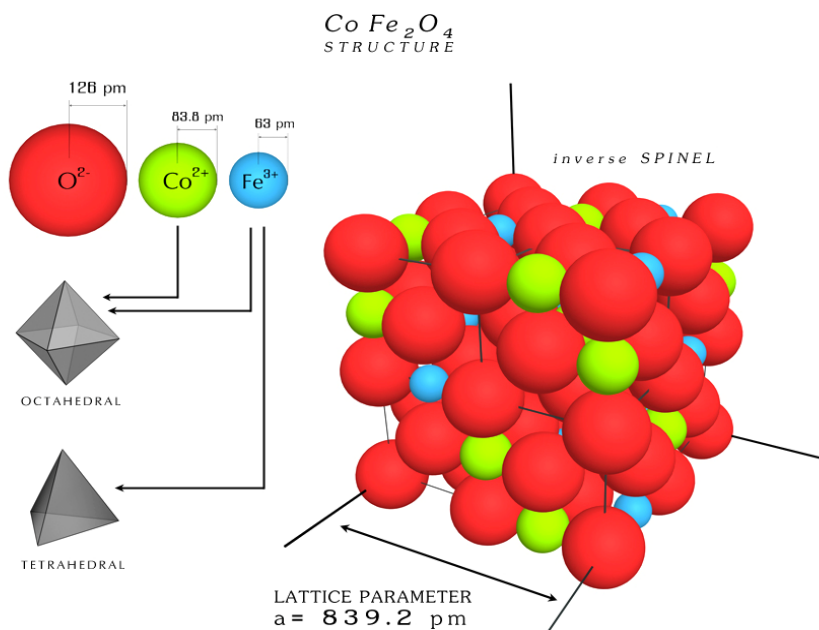 Co Fe₂O₄
STRUCTURE
126 pm
83.8 pm
63 pm
O²⁻
Co²⁺
Fe³⁺
inverse SPINEL
OCTAHEDRAL
TETRAHEDRAL
LATTICE PARAMETER
a= 839.2 pm